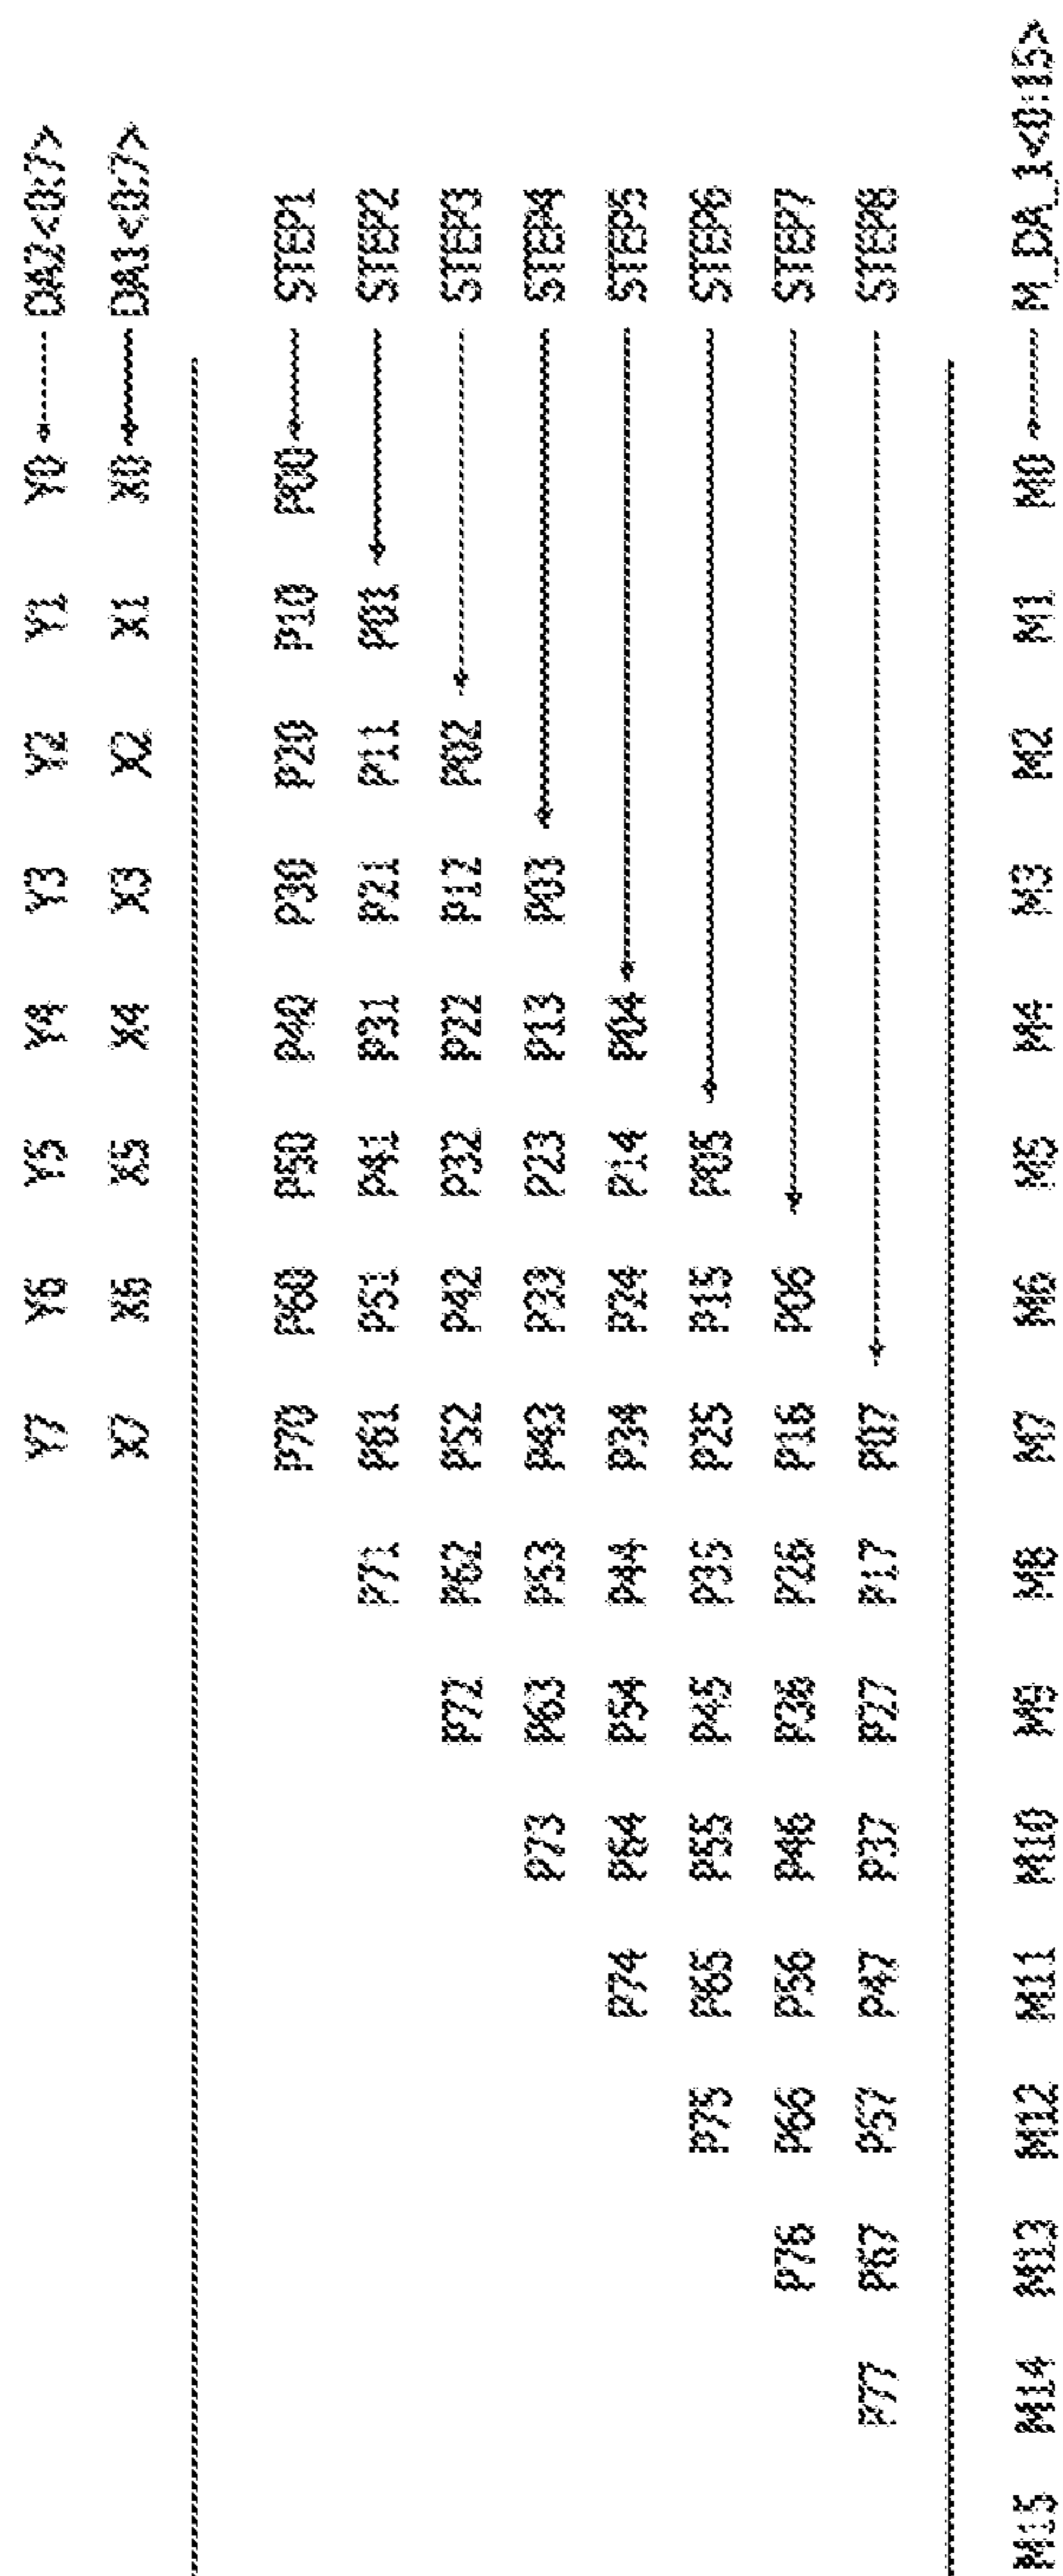 Y7 Y6 Y5 Y4 Y3 Y2 Y1 Y0 DA2<0:7>
X7 X6 X5 X4 X3 X2 X1 X0 DA1<0:7>
P70 P60 P50 P40 P30 P20 P10 P00 STEP1
P71 P61 P51 P41 P31 P21 P11 P01 STEP2
P72 P62 P52 P42 P32 P22 P12 P02 STEP3
P73 P63 P53 P43 P33 P23 P13 P03 STEP4
P74 P64 P54 P44 P34 P24 P14 P04 STEP5
P75 P65 P55 P45 P35 P25 P15 P05 STEP6
P76 P66 P56 P46 P36 P26 P16 P06 STEP7
P77 P67 P57 P47 P37 P27 P17 P07 STEP8
M15 M14 M13 M12 M11 M10 M9 M8 M7 M6 M5 M4 M3 M2 M1 M0 M_DA_1<0:15>